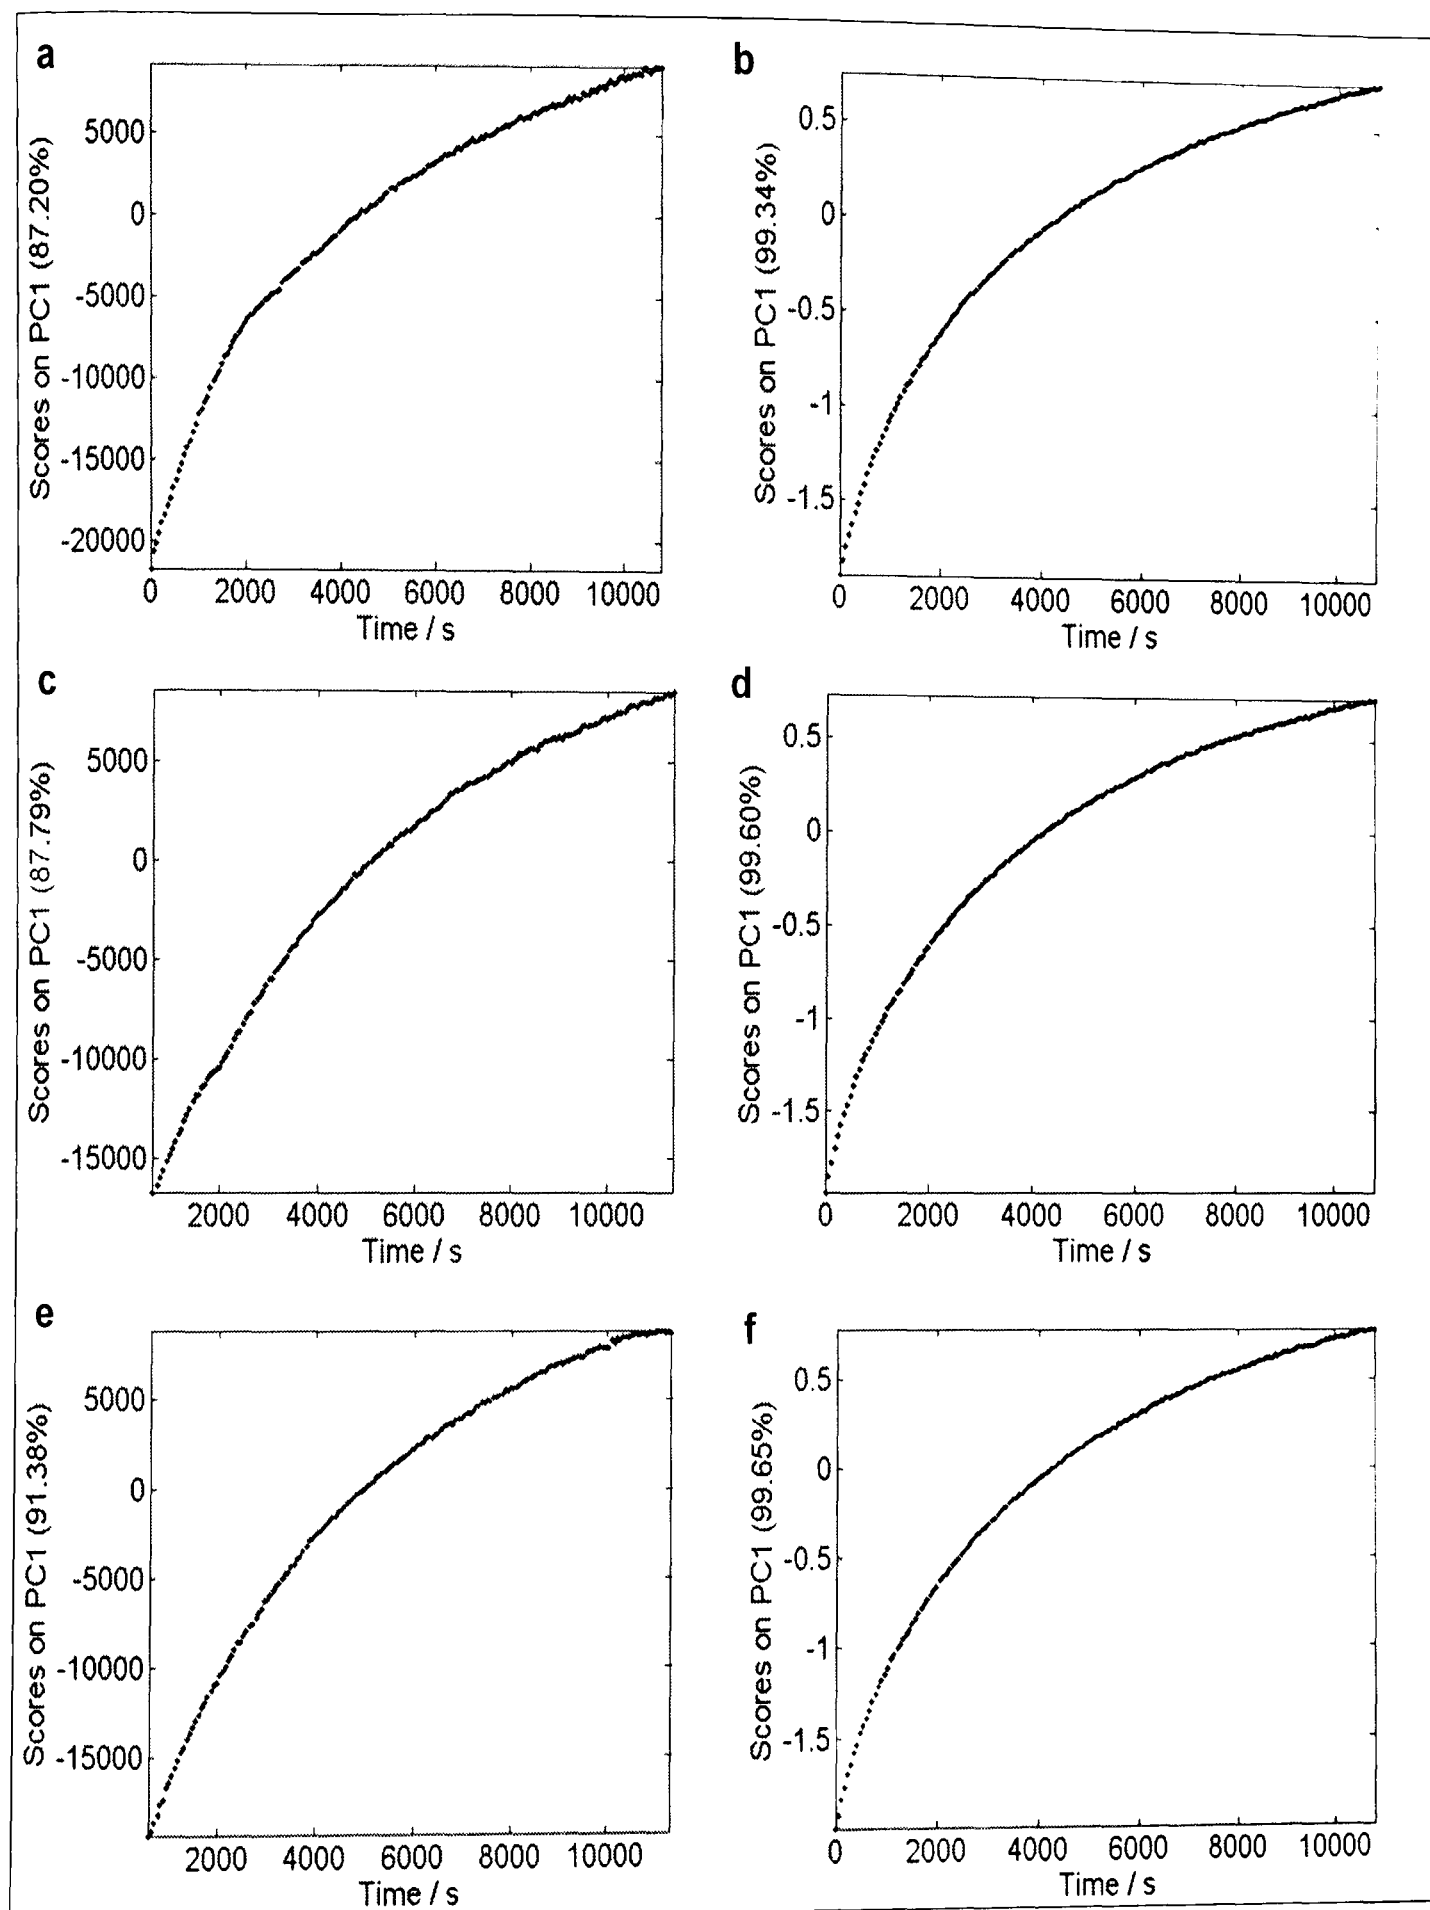 a
Scores on PC1 (87.20%)
5000
0
-5000
-10000
-15000
-20000
0 2000 4000 6000 8000 10000
Time / s
b
Scores on PC1 (99.34%)
0.5
0
-0.5
-1
-1.5
0 2000 4000 6000 8000 10000
Time / s
c
Scores on PC1 (87.79%)
5000
0
-5000
-10000
-15000
2000 4000 6000 8000 10000
Time / s
d
Scores on PC1 (99.60%)
0.5
0
-0.5
-1
-1.5
0 2000 4000 6000 8000 10000
Time / s
e
Scores on PC1 (91.38%)
5000
0
-5000
-10000
-15000
2000 4000 6000 8000 10000
Time / s
f
Scores on PC1 (99.65%)
0.5
0
-0.5
-1
-1.5
0 2000 4000 6000 8000 10000
Time / s